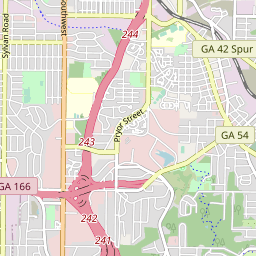 Sylvan Road
Southwest
244
GA 42 Spur
Pryor Street
GA 54
243
GA 166
242
241